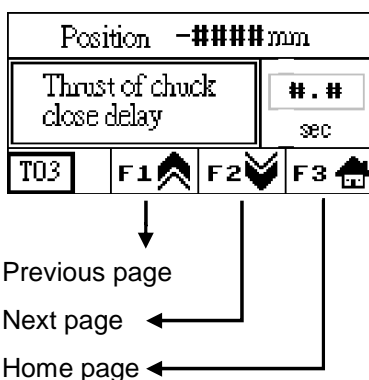 Position -####mm
Thrust of chuck
close delay
#.#
sec
T03 F1 F2 F3
Previous page
Next page
Home page